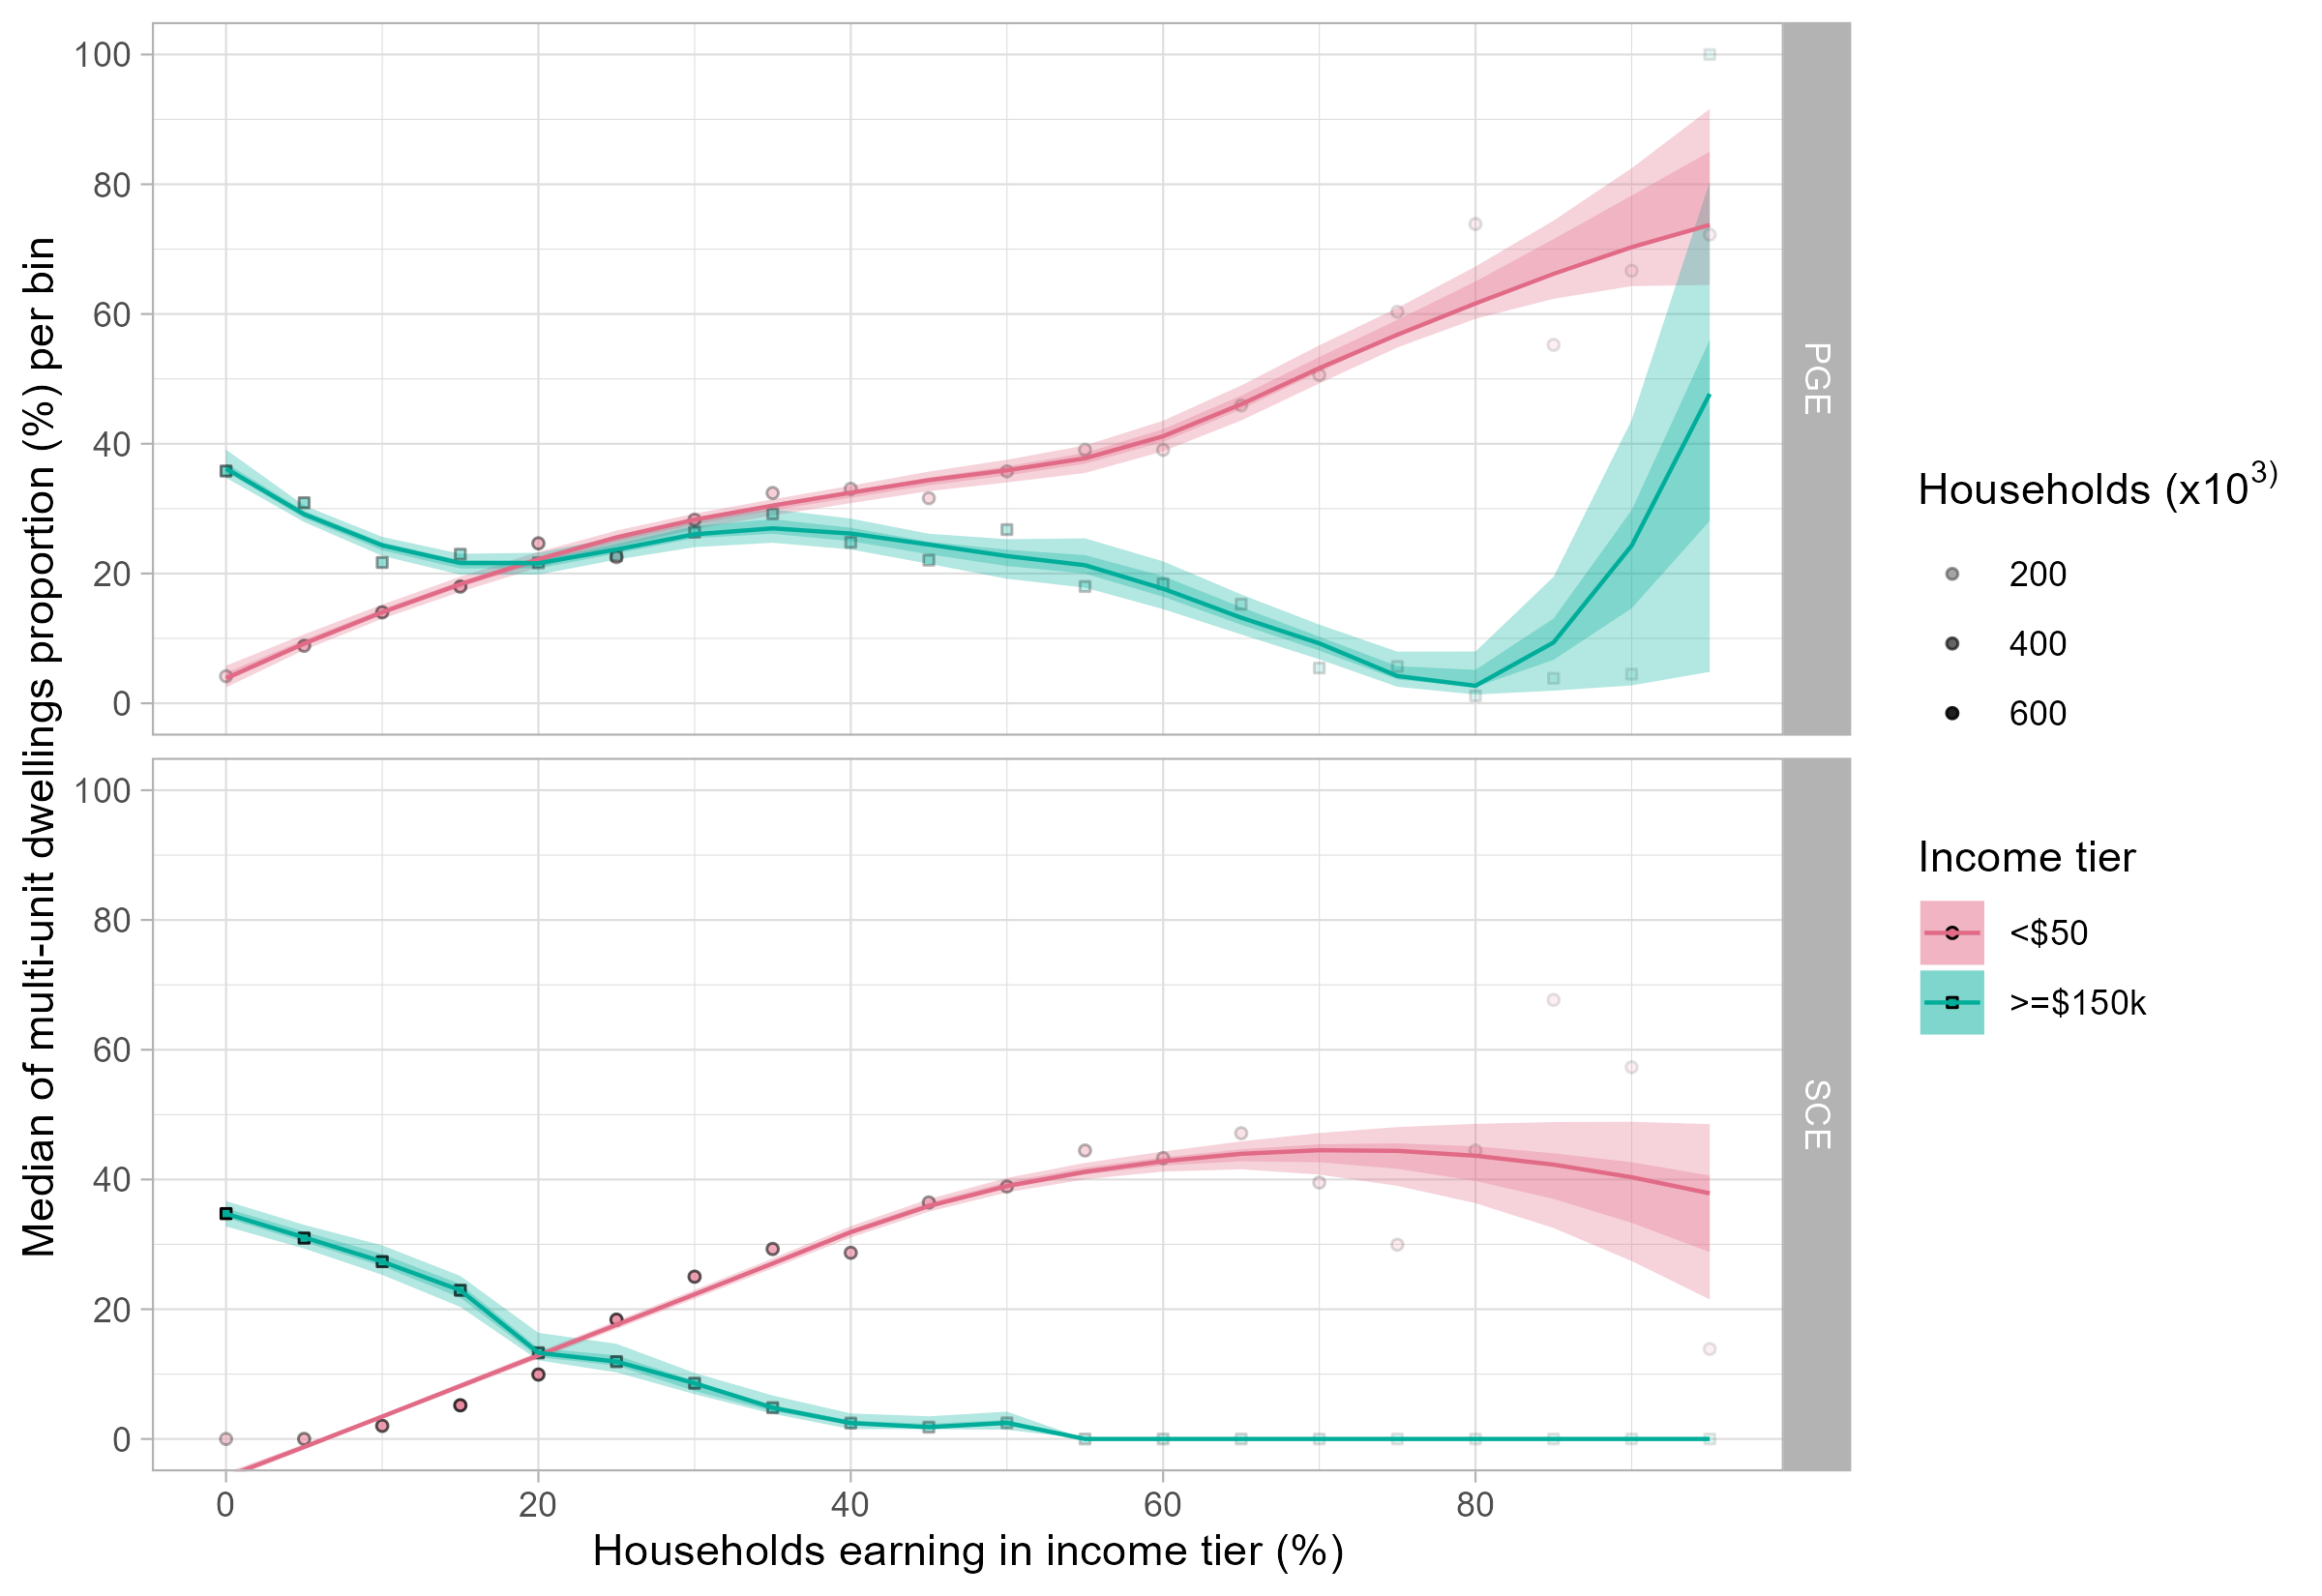 Median of multi-unit dwellings proportion (%) per bin
100
80
60
40
20
0
PGE
100
80
60
40
20
0
SCE
0 20 40 60 80
Households earning in income tier (%)
Households (x10³⁾
200
400
600
Income tier
<$50
>=$150k